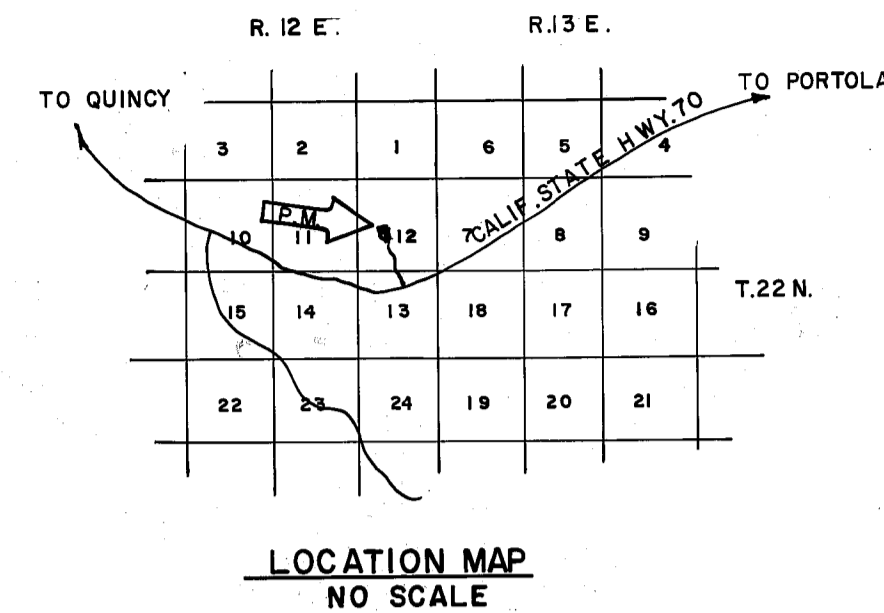 R. 12 E. R.13 E.
TO QUINCY TO PORTOLA
CALIF. STATE HWY. 70
3 2 1 6 5 4
P.M.
10 11 12 7 8 9
T.22 N.
15 14 13 18 17 16
22 23 24 19 20 21
LOCATION MAP
NO SCALE